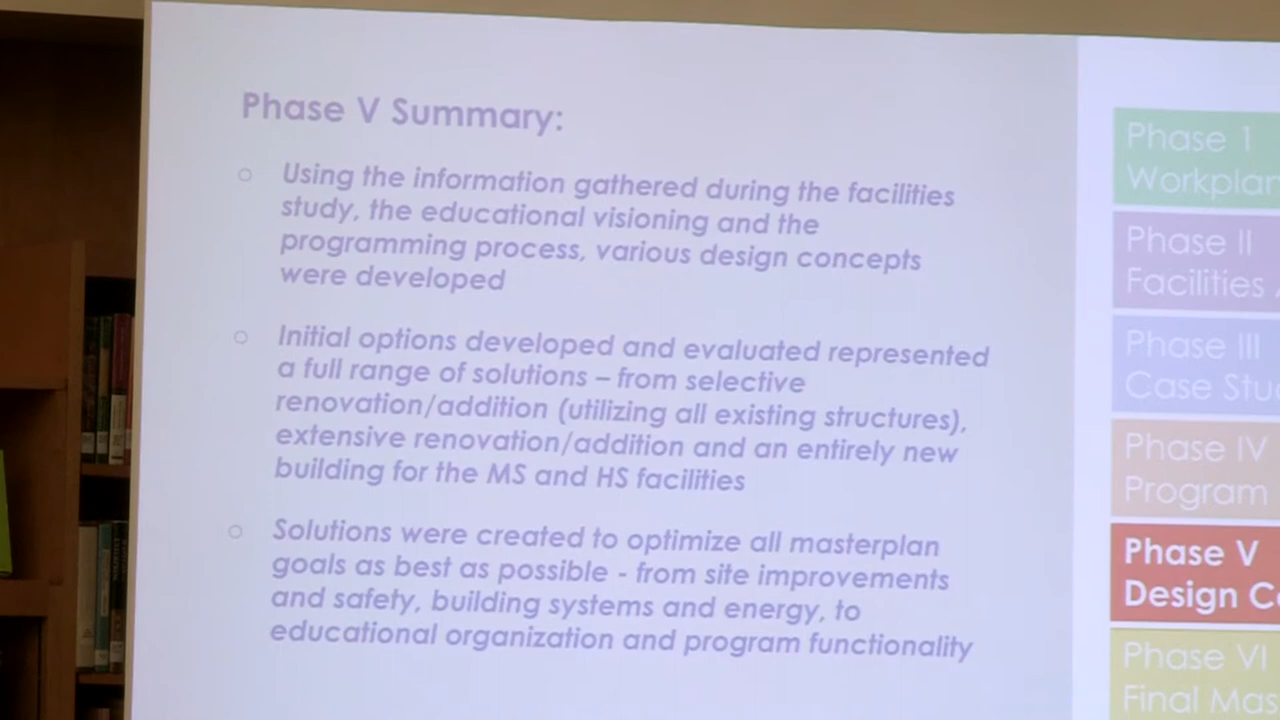 Phase V Summary:
Using the information gathered during the facilities
study, the educational visioning and the
programming process, various design concepts
were developed
Initial options developed and evaluated represented
a full range of solutions – from selective
renovation/addition (utilizing all existing structures),
extensive renovation/addition and an entirely new
building for the MS and HS facilities
Solutions were created to optimize all masterplan
goals as best as possible - from site improvements
and safety, building systems and energy, to
educational organization and program functionality
Phase 1
Workplan
Phase II
Facilities
Phase III
Case
Phase IV
Program
Phase V
Design
Phase VI
Final